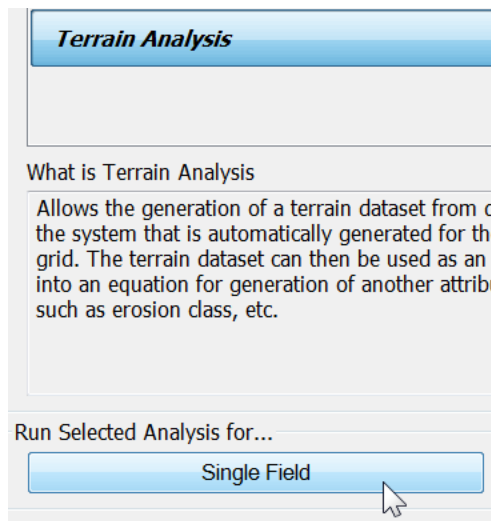 Terrain Analysis
What is Terrain Analysis
Allows the generation of a terrain dataset from
the system that is automatically generated for
grid. The terrain dataset can then be used as an
into an equation for generation of another
such as erosion class, etc.
Run Selected Analysis for...
Single Field